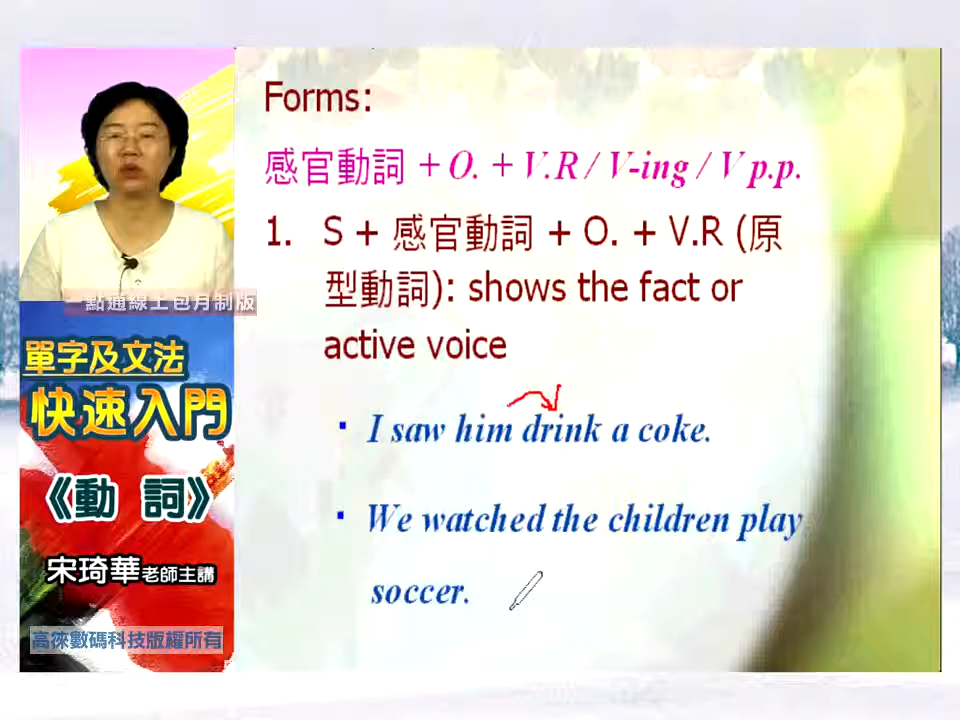 Forms:
感官動詞 + O. + V.R / V-ing / V p.p.
1. S + 感官動詞 + O. + V.R (原
型動詞): shows the fact or
active voice
▪ I saw him drink a coke.
▪ We watched the children play
soccer.
一點通線上包月制版
單字及文法
快速入門
《動 詞》
宋琦華老師主講
高徠數碼科技版權所有